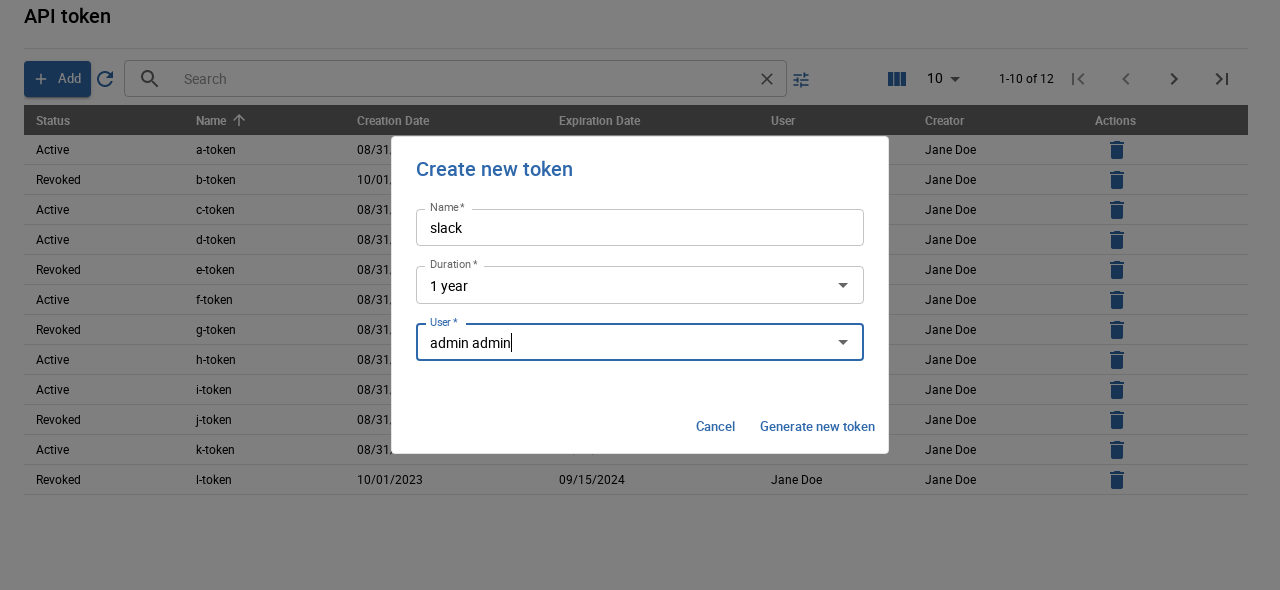 API token
Add
Search
10
1-10 of 12
Status Name Creation Date Expiration Date User Creator Actions
Create new token
Name *
slack
Duration *
1 year
User *
admin admin
Cancel Generate new token
Active a-token 08/31 Jane Doe
Revoked b-token 10/01 Jane Doe
Active c-token 08/31 Jane Doe
Active d-token 08/31 Jane Doe
Revoked e-token 08/31 Jane Doe
Active f-token 08/31 Jane Doe
Revoked g-token 08/31 Jane Doe
Active h-token 08/31 Jane Doe
Active i-token 08/31 Jane Doe
Revoked j-token 08/31 Jane Doe
Active k-token 08/31 Jane Doe
Revoked l-token 10/01/2023 09/15/2024 Jane Doe Jane Doe